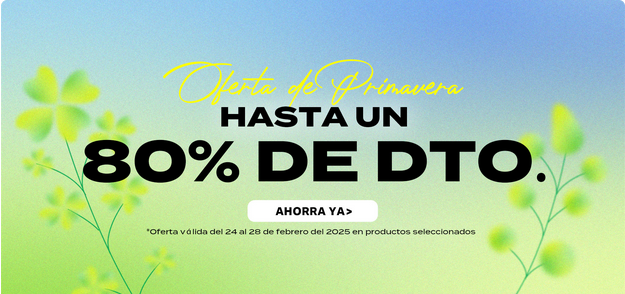 Oferta de Primavera
HASTA UN
80% DE DTO.
AHORRA YA>
*Oferta válida del 24 al 28 de febrero del 2025 en productos seleccionados